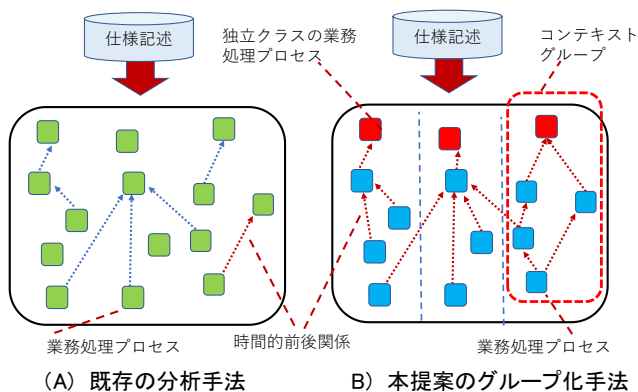 仕様記述
独立クラスの業務
処理プロセス
仕様記述
コンテキスト
グループ
業務処理プロセス
時間的前後関係
業務処理プロセス
(A) 既存の分析手法
B) 本提案のグループ化手法